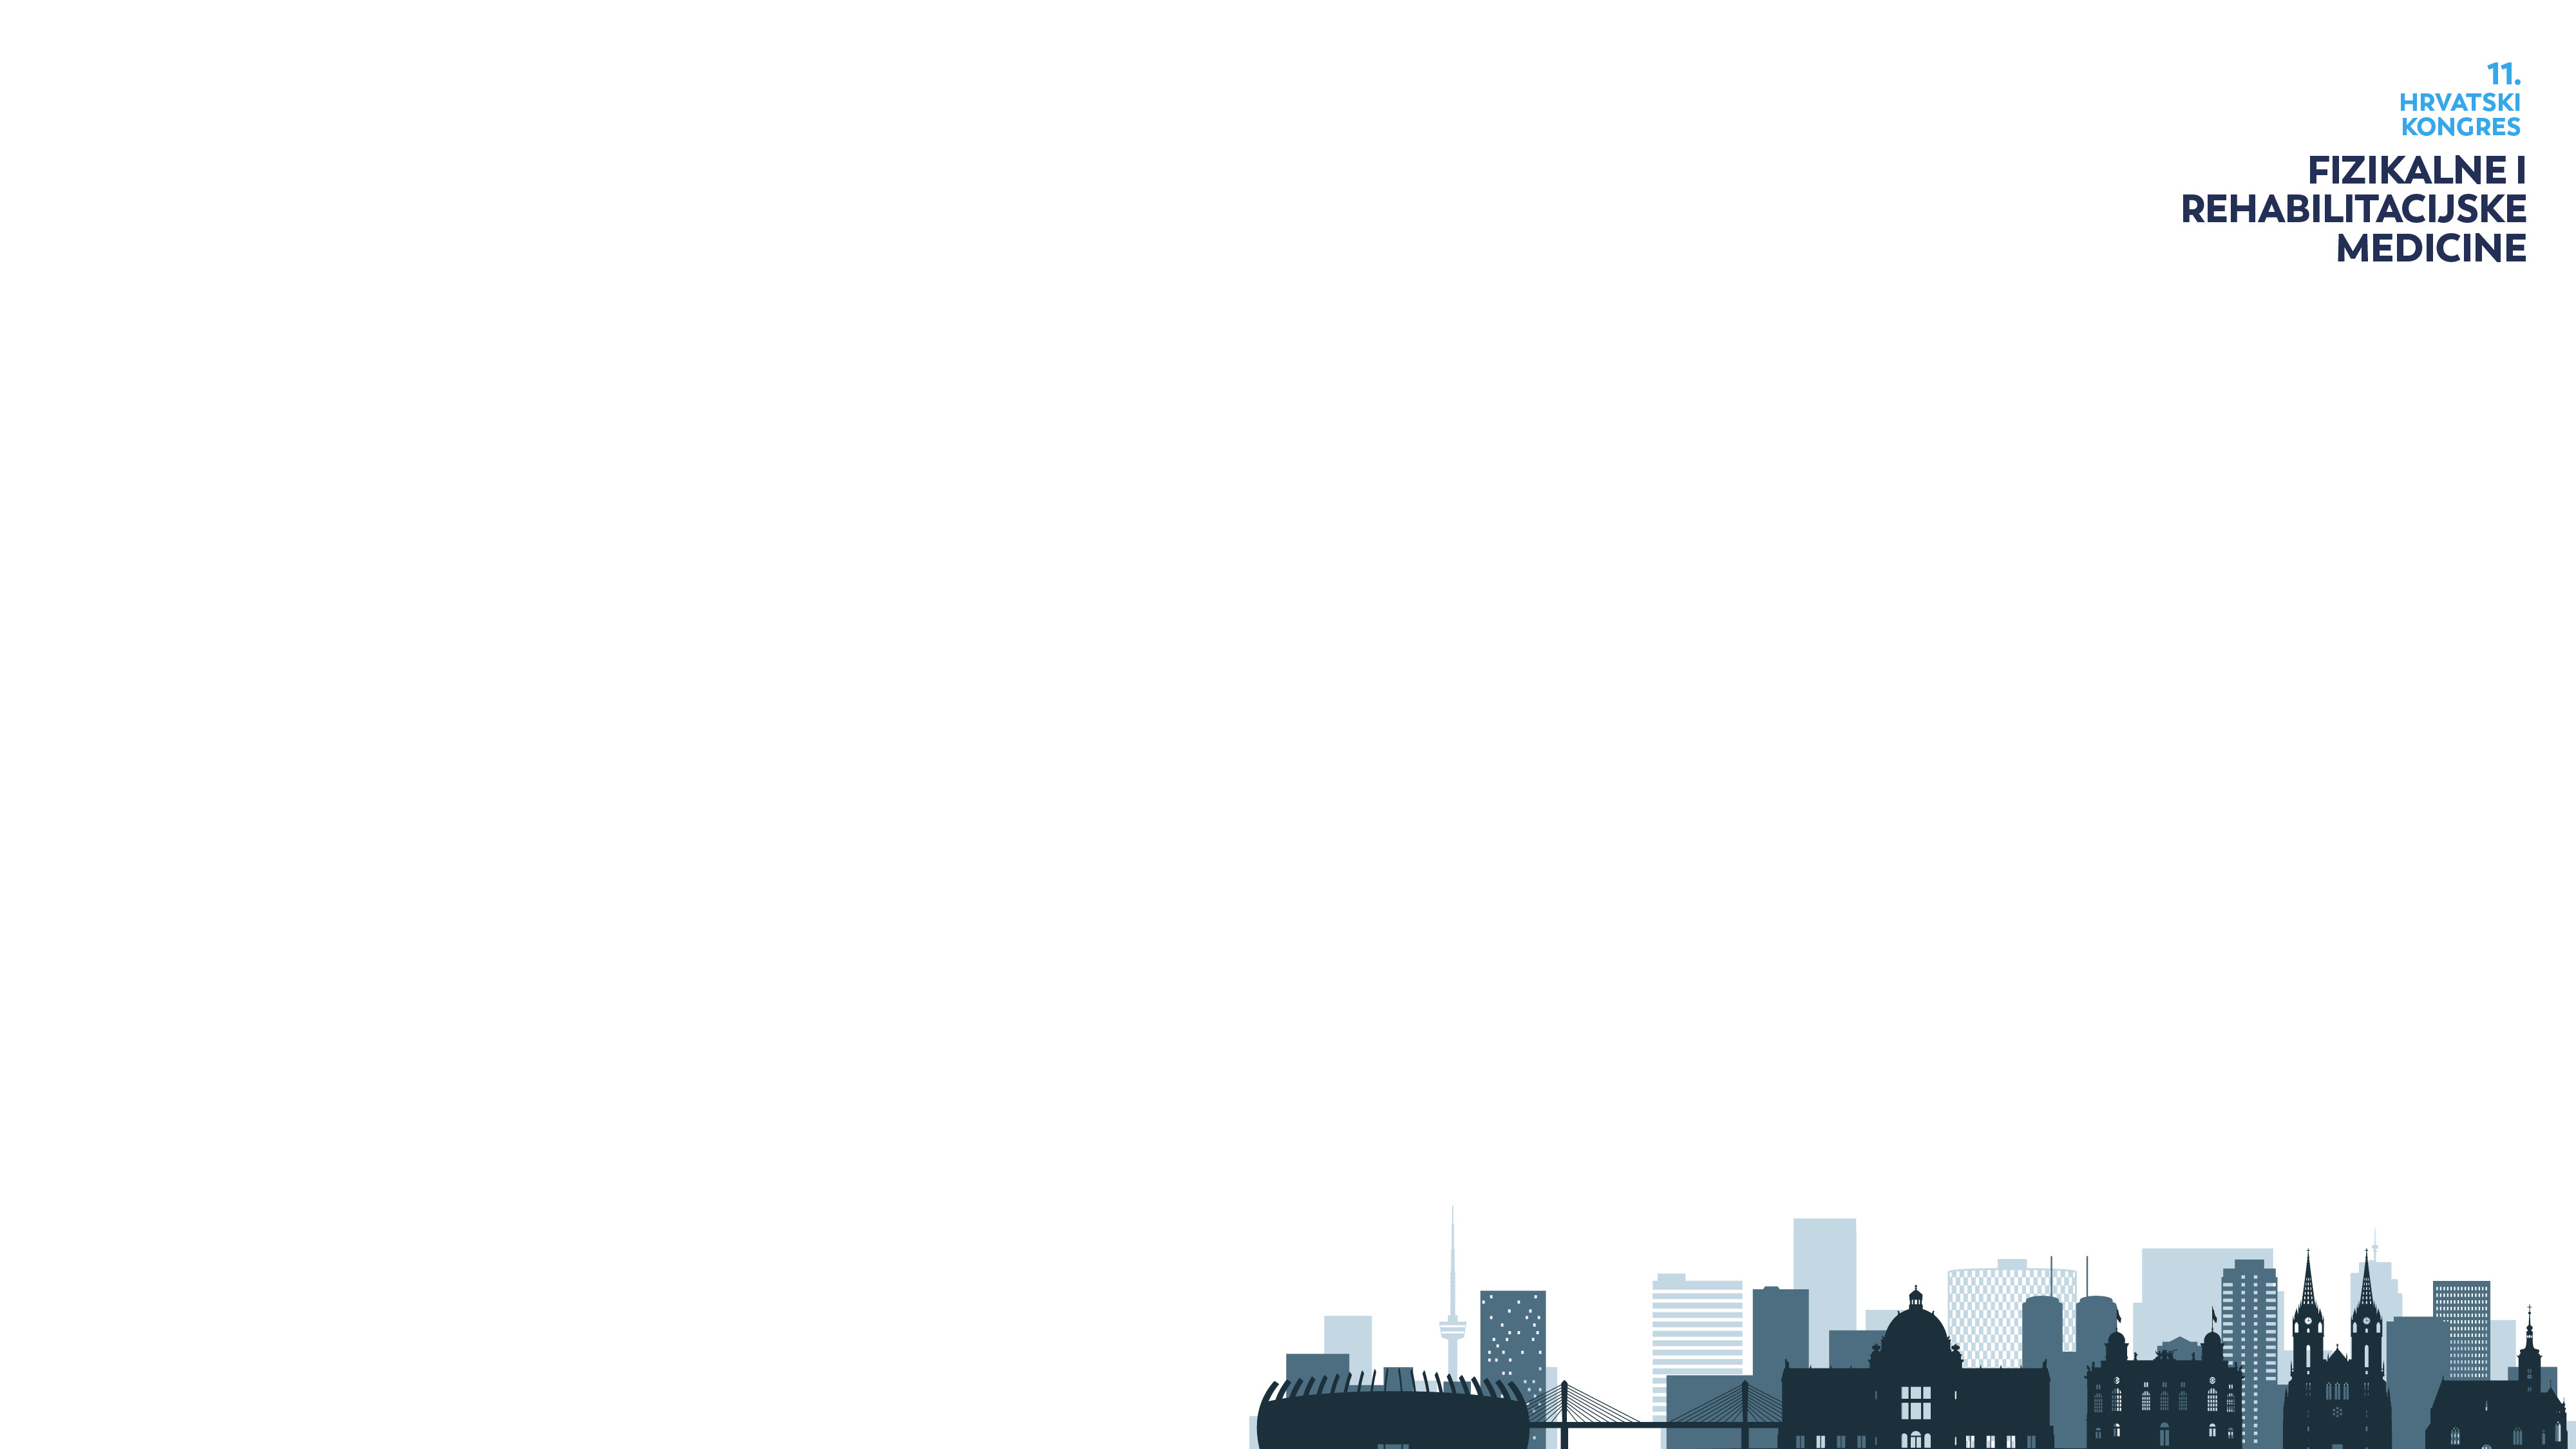 11.
HRVATSKI
KONGRES
FIZIKALNE I
REHABILITACIJSKE
MEDICINE